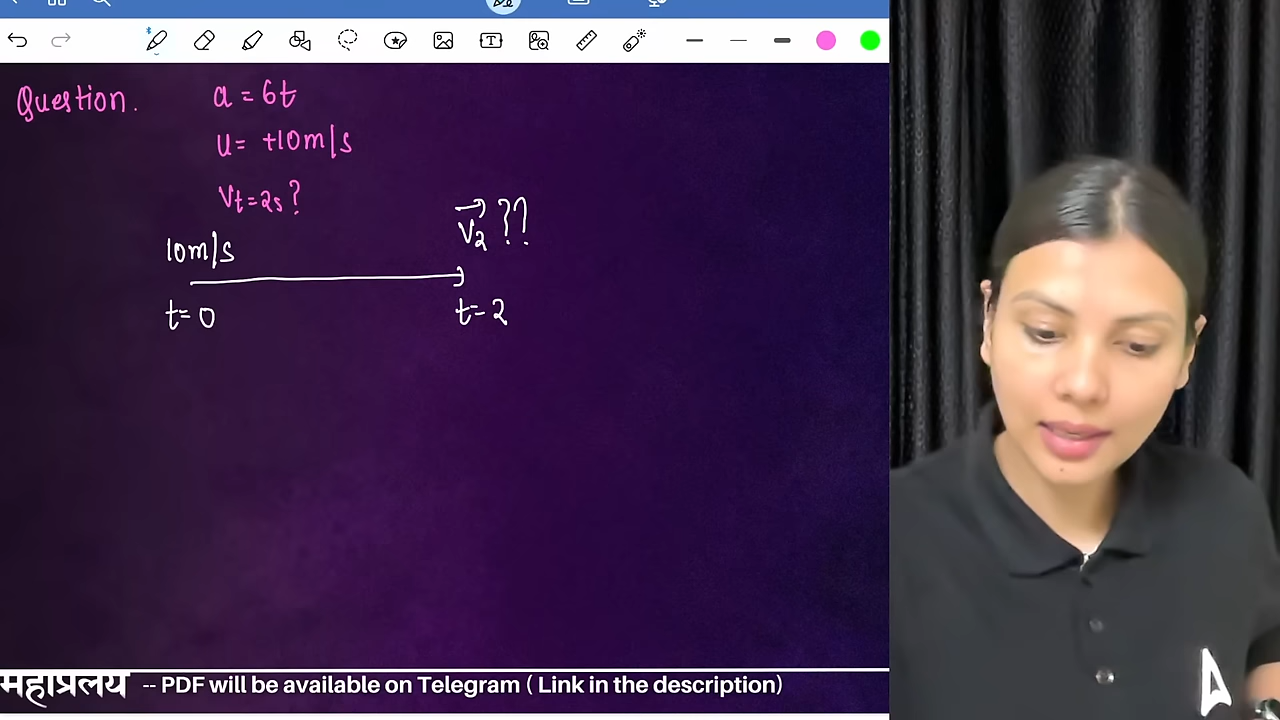 Question.
a = 6t
u = +10m/s
Vt=2s?
10m/s
V2 ??
t= 0
t= 2
महाप्रलय -- PDF will be available on Telegram ( Link in the description)